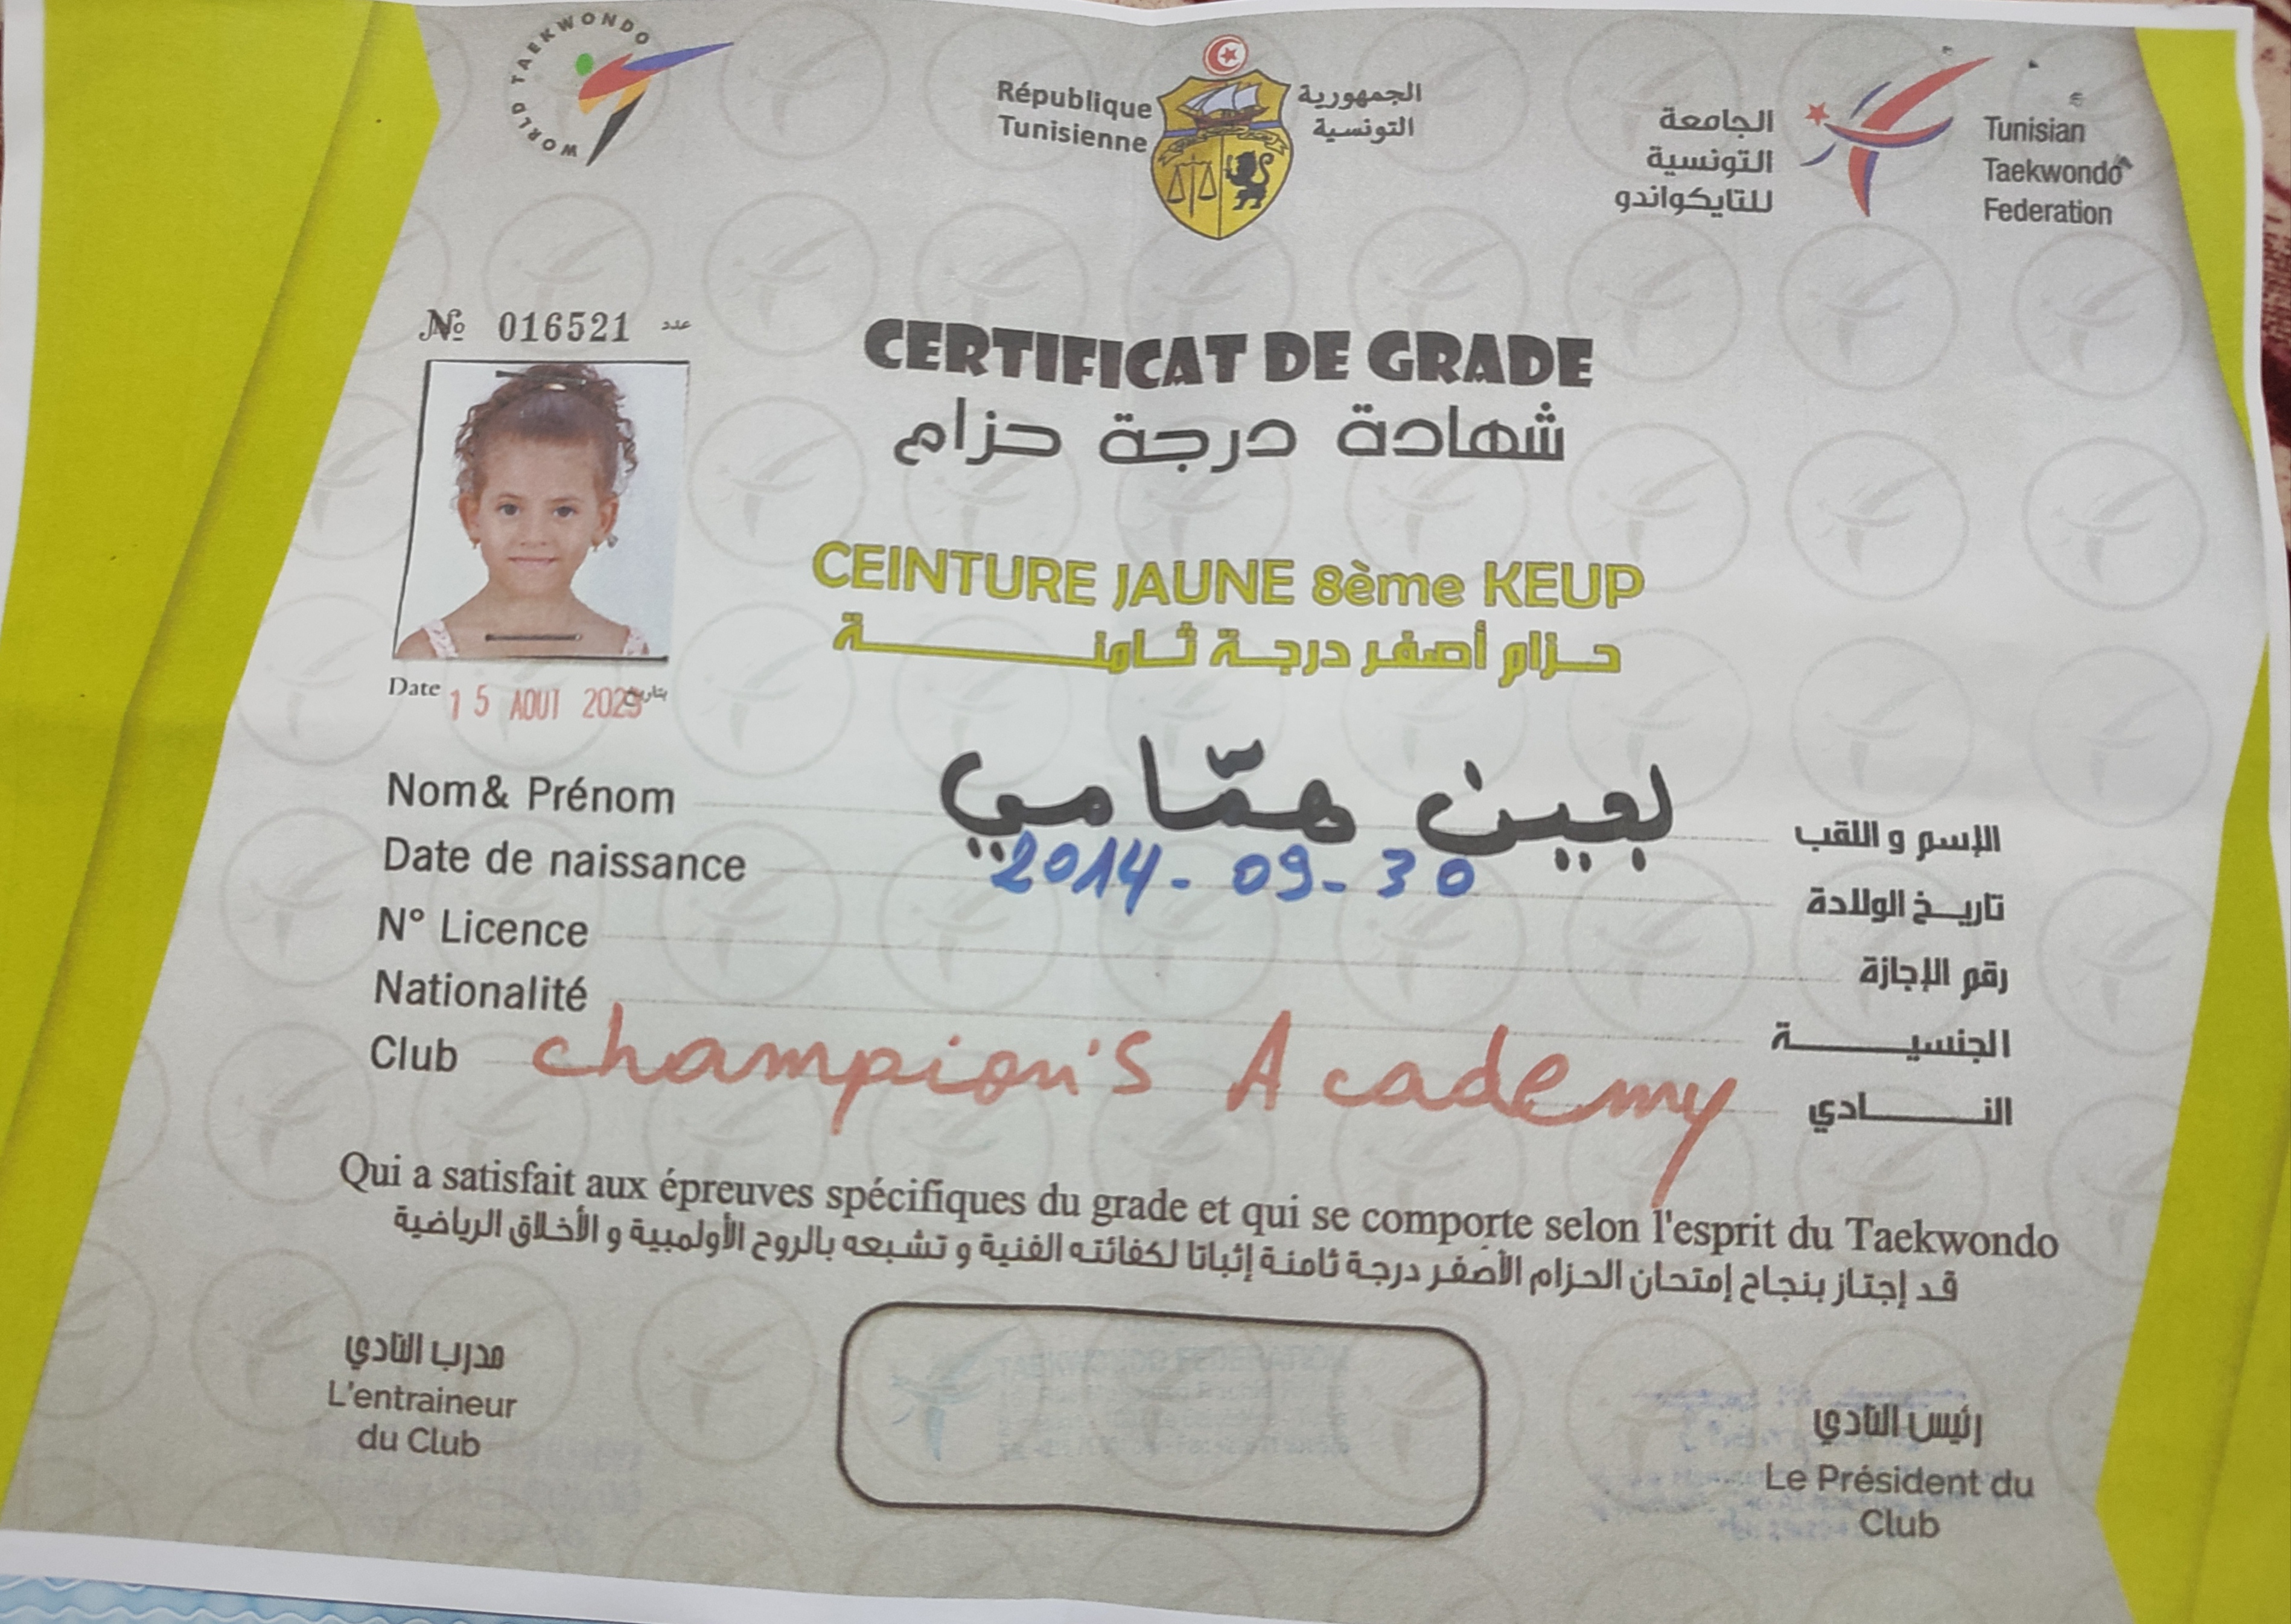 WORLD TAEKWONDO
République
Tunisienne
الجمهورية
التونسية
الجامعة
التونسية
للتايكواندو
Tunisian
Taekwondo
Federation
№ 016521 عدد
CERTIFICAT DE GRADE
شهادة درجة حزام
CEINTURE JAUNE 8ème KEUP
حزام أصفر درجة ثامنة
Date 15 AOUT 2025 بتاريخ
Nom& Prénom لجين همّامي الإسم و اللقب
Date de naissance 2014-09-30 تاريخ الولادة
N° Licence رقم الإجازة
Nationalité الجنسية
Club champion's Academy النادي
Qui a satisfait aux épreuves spécifiques du grade et qui se comporte selon l'esprit du Taekwondo
قد إجتاز بنجاح إمتحان الحزام الأصفر درجة ثامنة إثباتا لكفائته الفنية و تشبعه بالروح الأولمبية و الأخلاق الرياضية
مدرب النادي
L'entraineur
du Club
رئيس النادي
Le Président du
Club